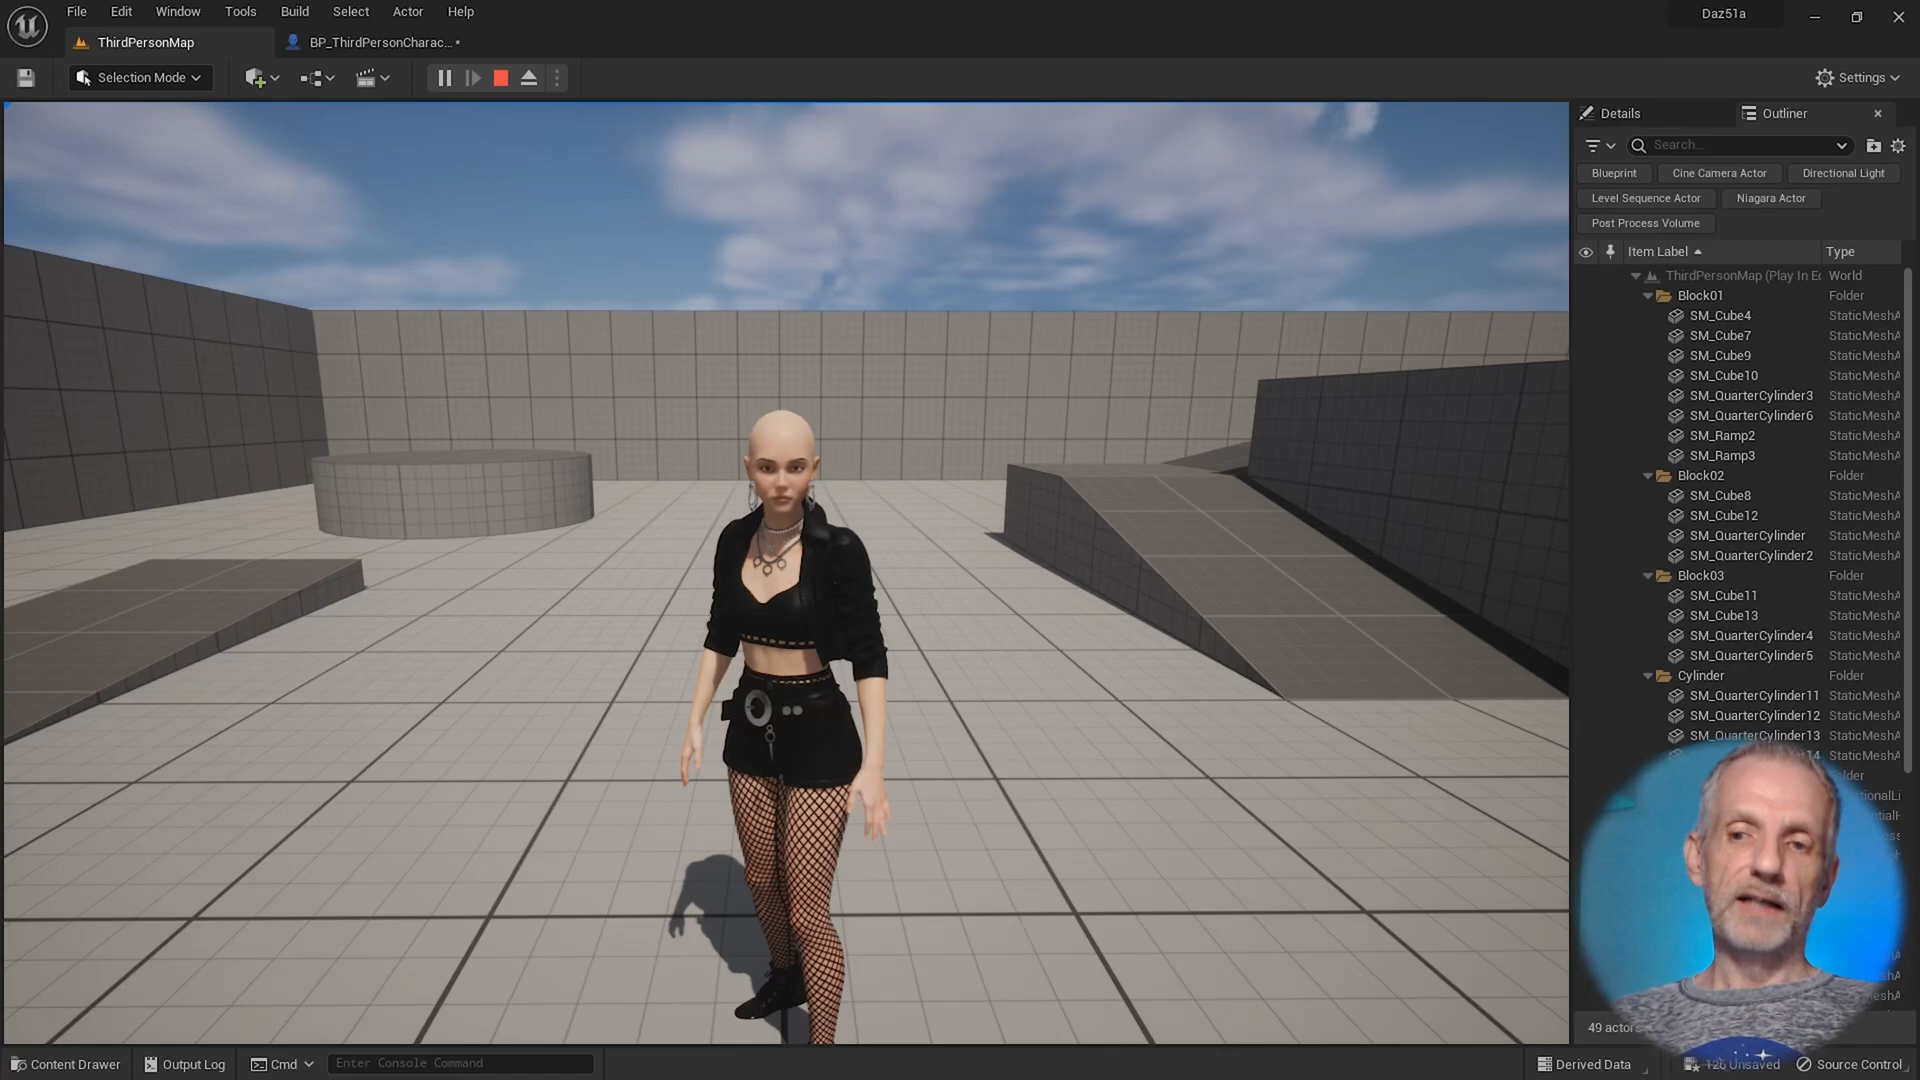 File Edit Window Tools Build Select Actor Help
Daz51a
ThirdPersonMap
BP_ThirdPersonCharac... *
Selection Mode
Settings
Details
Outliner
Search...
Blueprint
Cine Camera Actor
Directional Light
Level Sequence Actor
Niagara Actor
Post Process Volume
Item Label
Type
ThirdPersonMap (Play In Ec World
Block01 Folder
SM_Cube4 StaticMeshA
SM_Cube7 StaticMeshA
SM_Cube9 StaticMeshA
SM_Cube10 StaticMeshA
SM_QuarterCylinder3 StaticMeshA
SM_QuarterCylinder6 StaticMeshA
SM_Ramp2 StaticMeshA
SM_Ramp3 StaticMeshA
Block02 Folder
SM_Cube8 StaticMeshA
SM_Cube12 StaticMeshA
SM_QuarterCylinder StaticMeshA
SM_QuarterCylinder2 StaticMeshA
Block03 Folder
SM_Cube11 StaticMeshA
SM_Cube13 StaticMeshA
SM_QuarterCylinder4 StaticMeshA
SM_QuarterCylinder5 StaticMeshA
Cylinder Folder
SM_QuarterCylinder11 StaticMeshA
SM_QuarterCylinder12 StaticMeshA
SM_QuarterCylinder13 StaticMeshA
StaticMeshA
49 actors
Content Drawer
Output Log
Cmd
Enter Console Command
Derived Data
126 Unsaved
Source Control